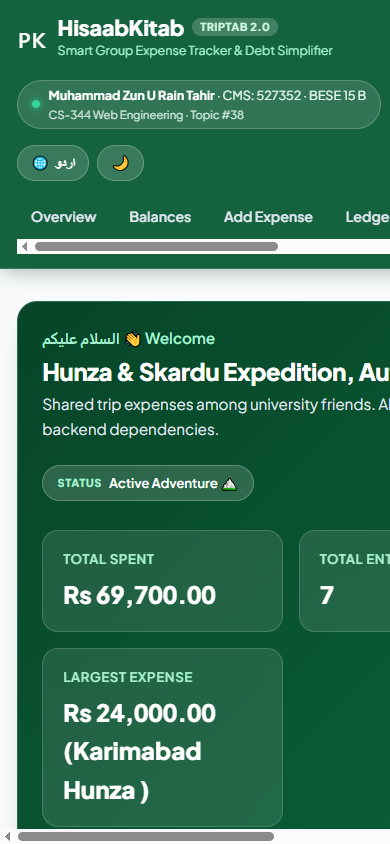 PK
HisaabKitab TRIPTAB 2.0
Smart Group Expense Tracker & Debt Simplifier
Muhammad Zun U Rain Tahir · CMS: 527352 · BESE 15 B
CS-344 Web Engineering · Topic #38
🌐 اردو 🌙
Overview Balances Add Expense Ledge
السلام عليكم 👋 Welcome
Hunza & Skardu Expedition, Au
Shared trip expenses among university friends. Al
backend dependencies.
STATUS Active Adventure 🏔️
TOTAL SPENT
Rs 69,700.00
TOTAL ENT
7
LARGEST EXPENSE
Rs 24,000.00
(Karimabad
Hunza )